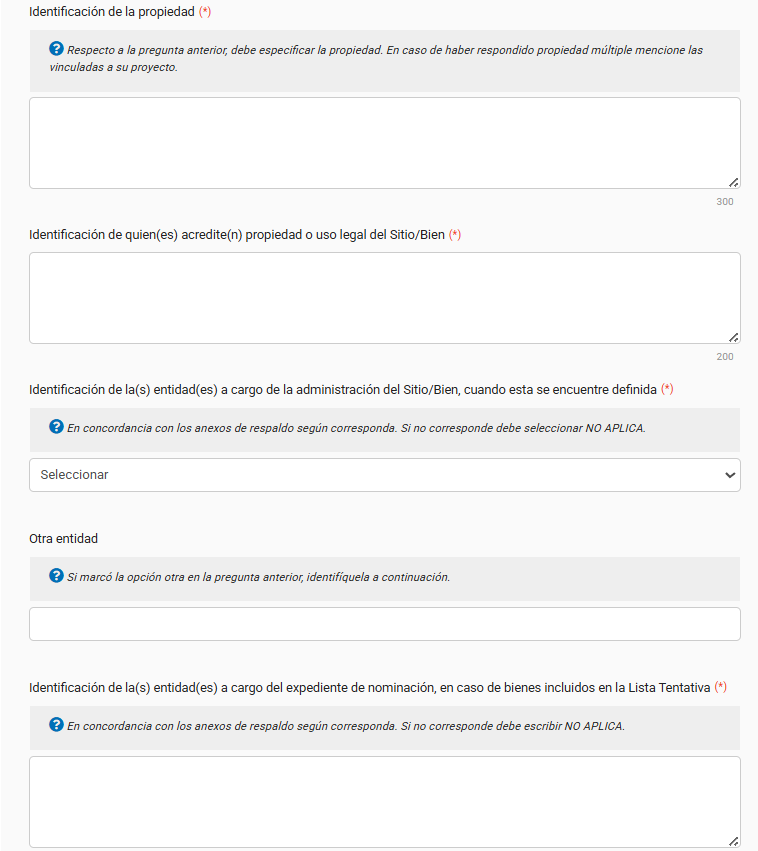 Identificación de la propiedad (*)
Respecto a la pregunta anterior, debe especificar la propiedad. En caso de haber respondido propiedad múltiple mencione las
vinculadas a su proyecto.
300
Identificación de quien(es) acredite(n) propiedad o uso legal del Sitio/Bien (*)
200
Identificación de la(s) entidad(es) a cargo de la administración del Sitio/Bien, cuando esta se encuentre definida (*)
En concordancia con los anexos de respaldo según corresponda. Si no corresponde debe seleccionar NO APLICA.
Seleccionar
Otra entidad
Si marcó la opción otra en la pregunta anterior, identifíquela a continuación.
Identificación de la(s) entidad(es) a cargo del expediente de nominación, en caso de bienes incluidos en la Lista Tentativa (*)
En concordancia con los anexos de respaldo según corresponda. Si no corresponde debe escribir NO APLICA.